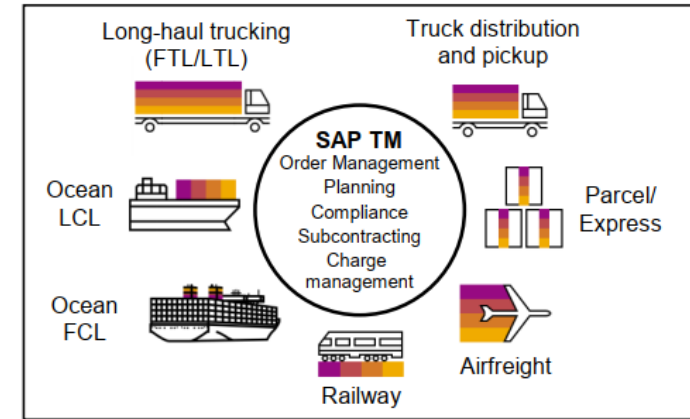 Long-haul trucking
(FTL/LTL)
Truck distribution
and pickup
SAP TM
Order Management
Planning
Compliance
Subcontracting
Charge
management
Ocean
LCL
Parcel/
Express
Ocean
FCL
Railway
Airfreight